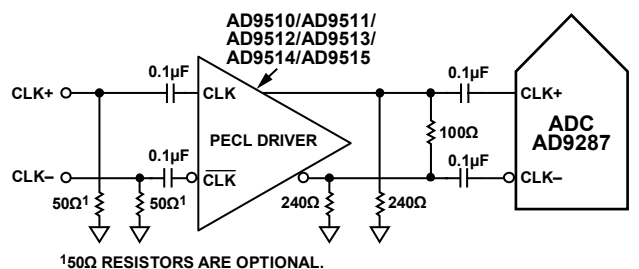 AD9510/AD9511/
AD9512/AD9513/
AD9514/AD9515
0.1µF
0.1µF
CLK+
CLK
CLK+
PECL DRIVER
100Ω
ADC
AD9287
0.1µF
0.1µF
CLK–
CLK
CLK–
50Ω¹
50Ω¹
240Ω
240Ω
¹50Ω RESISTORS ARE OPTIONAL.